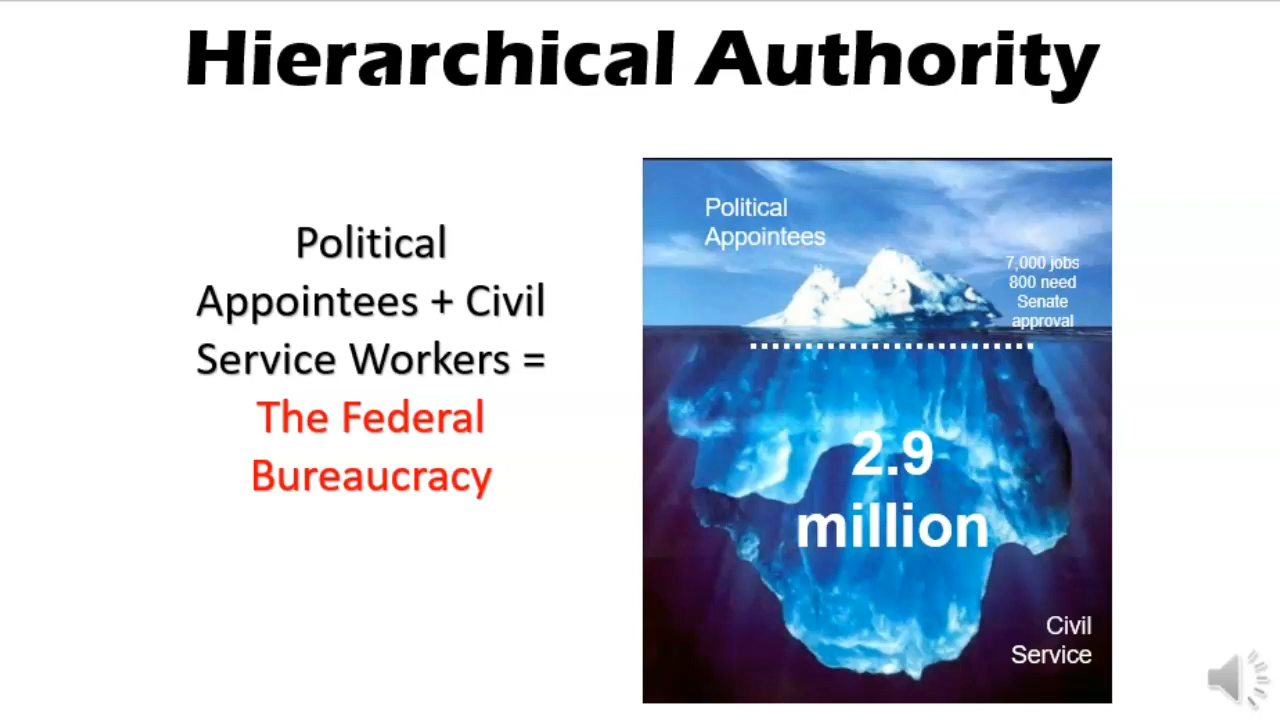 Hierarchical Authority
Political
Appointees + Civil
Service Workers =
The Federal
Bureaucracy
Political
Appointees
7,000 jobs
800 need
Senate
approval
2.9
million
Civil
Service